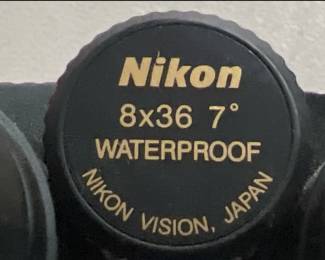 Nikon
8x36 7°
WATERPROOF
NIKON VISION, JAPAN